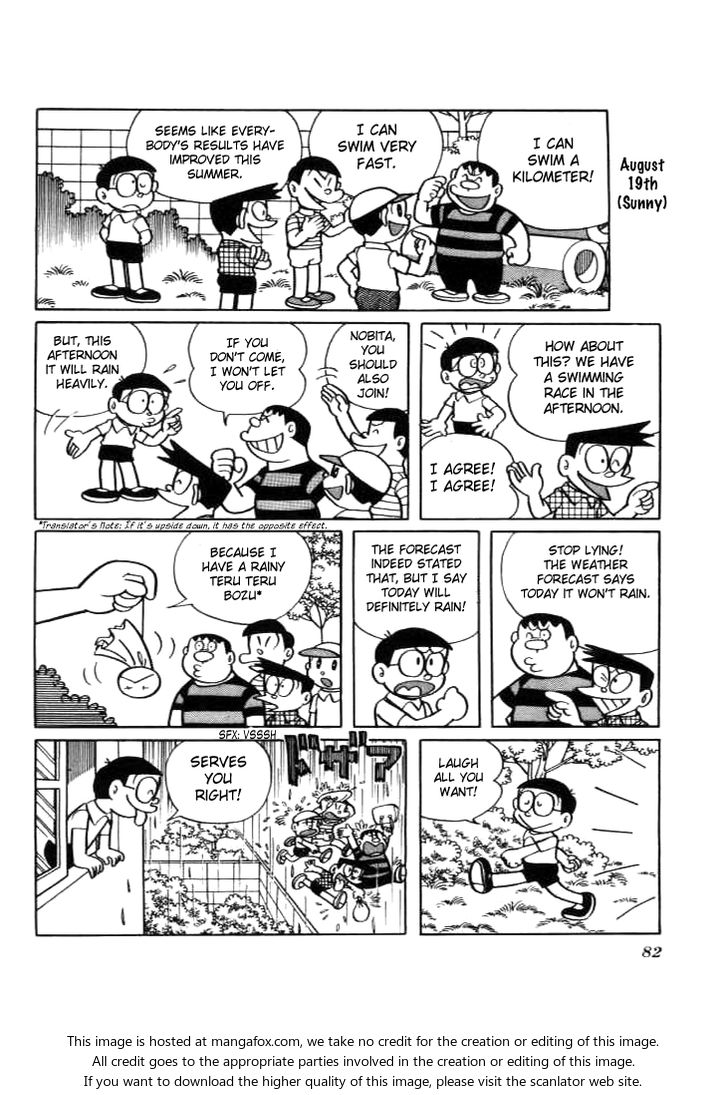 August
19th
(Sunny)
I CAN
SWIM A
KILOMETER!
I CAN
SWIM VERY
FAST.
SEEMS LIKE EVERY-
BODY'S RESULTS HAVE
IMPROVED THIS
SUMMER.
HOW ABOUT
THIS? WE HAVE
A SWIMMING
RACE IN THE
AFTERNOON.
I AGREE!
I AGREE!
NOBITA,
YOU
SHOULD
ALSO
JOIN!
IF YOU
DON'T COME,
I WON'T LET
YOU OFF.
BUT, THIS
AFTERNOON
IT WILL RAIN
HEAVILY.
STOP LYING!
THE WEATHER
FORECAST SAYS
TODAY IT WON'T RAIN.
THE FORECAST
INDEED STATED
THAT, BUT I SAY
TODAY WILL
DEFINITELY RAIN!
BECAUSE I
HAVE A RAINY
TERU TERU
BOZU*
*Translator's Note: If it's upside down, it has the opposite effect.
LAUGH
ALL YOU
WANT!
SFX: VSSSH
ドザア
SERVES
YOU
RIGHT!
82
This image is hosted at mangafox.com, we take no credit for the creation or editing of this image.
All credit goes to the appropriate parties involved in the creation or editing of this image.
If you want to download the higher quality of this image, please visit the scanlator web site.